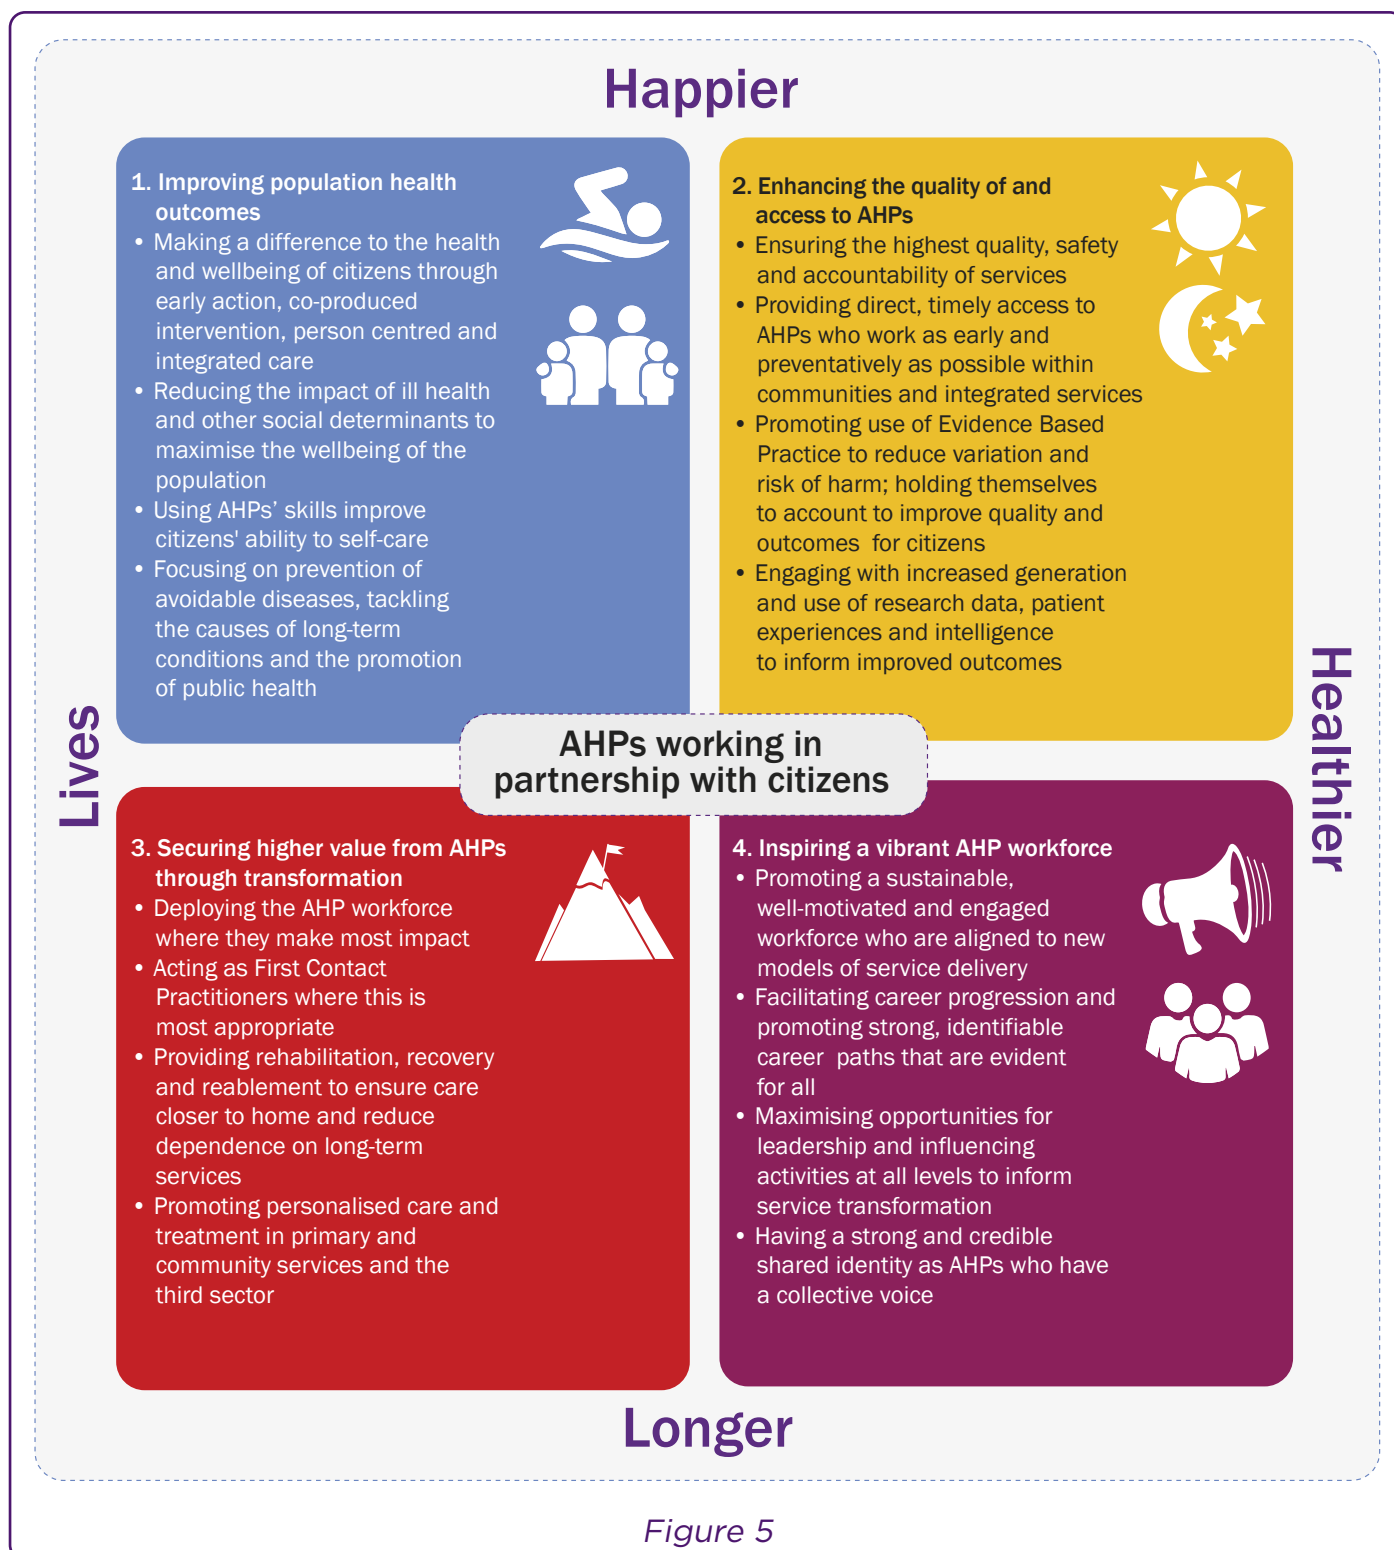 Happier
1. Improving population health
outcomes
• Making a difference to the health
and wellbeing of citizens through
early action, co-produced
intervention, person centred and
integrated care
• Reducing the impact of ill health
and other social determinants to
maximise the wellbeing of the
population
• Using AHPs’ skills improve
citizens' ability to self-care
• Focusing on prevention of
avoidable diseases, tackling
the causes of long-term
conditions and the promotion
of public health
2. Enhancing the quality of and
access to AHPs
• Ensuring the highest quality, safety
and accountability of services
• Providing direct, timely access to
AHPs who work as early and
preventatively as possible within
communities and integrated services
• Promoting use of Evidence Based
Practice to reduce variation and
risk of harm; holding themselves
to account to improve quality and
outcomes  for citizens
• Engaging with increased generation
and use of research data, patient
experiences and intelligence
to inform improved outcomes
Lives
Healthier
AHPs working in
partnership with citizens
3. Securing higher value from AHPs
through transformation
• Deploying the AHP workforce
where they make most impact
• Acting as First Contact
Practitioners where this is
most appropriate
• Providing rehabilitation, recovery
and reablement to ensure care
closer to home and reduce
dependence on long-term
services
• Promoting personalised care and
treatment in primary and
community services and the
third sector
4. Inspiring a vibrant AHP workforce
• Promoting a sustainable,
well-motivated and engaged
workforce who are aligned to new
models of service delivery
• Facilitating career progression and
promoting strong, identifiable
career  paths that are evident
for all
• Maximising opportunities for
leadership and influencing
activities at all levels to inform
service transformation
• Having a strong and credible
shared identity as AHPs who have
a collective voice
Longer
Figure 5